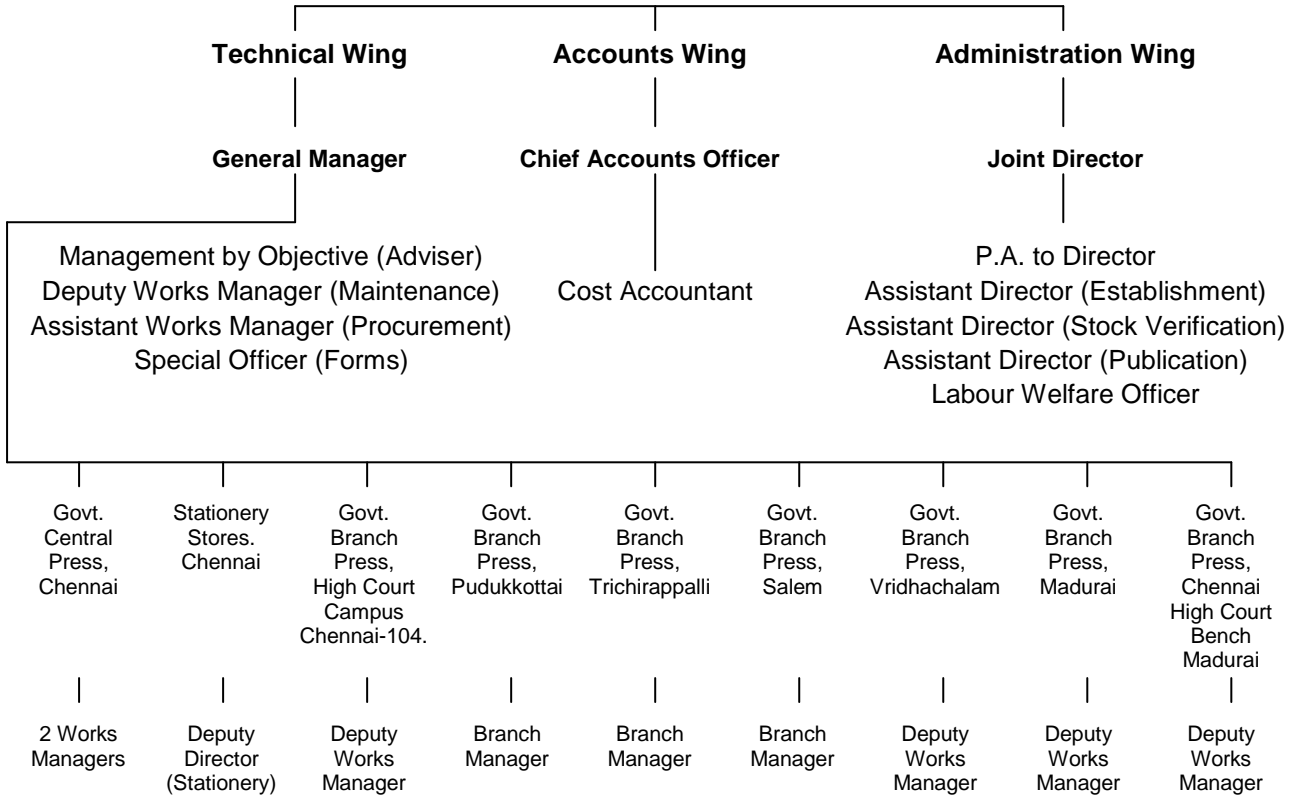 Technical Wing
Accounts Wing
Administration Wing
General Manager
Chief Accounts Officer
Joint Director
Management by Objective (Adviser)
Deputy Works Manager (Maintenance)
Assistant Works Manager (Procurement)
Special Officer (Forms)
Cost Accountant
P.A. to Director
Assistant Director (Establishment)
Assistant Director (Stock Verification)
Assistant Director (Publication)
Labour Welfare Officer
Govt.
Central
Press,
Chennai
Stationery
Stores.
Chennai
Govt.
Branch
Press,
High Court
Campus
Chennai-104.
Govt.
Branch
Press,
Pudukkottai
Govt.
Branch
Press,
Trichirappalli
Govt.
Branch
Press,
Salem
Govt.
Branch
Press,
Vridhachalam
Govt.
Branch
Press,
Madurai
Govt.
Branch
Press,
Chennai
High Court
Bench
Madurai
2 Works
Managers
Deputy
Director
(Stationery)
Deputy
Works
Manager
Branch
Manager
Branch
Manager
Branch
Manager
Deputy
Works
Manager
Deputy
Works
Manager
Deputy
Works
Manager